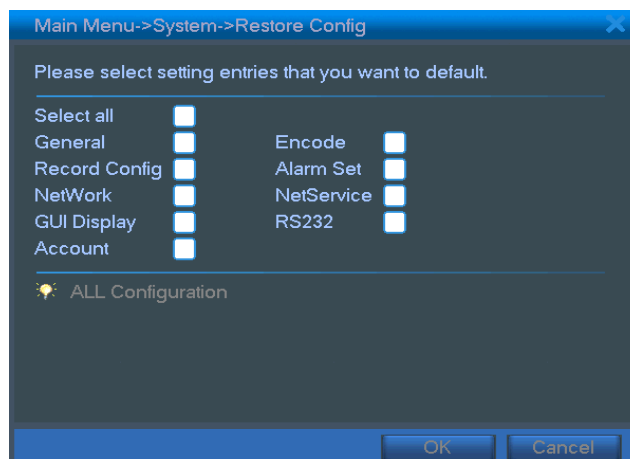 Main Menu->System->Restore Config
Please select setting entries that you want to default.
Select all
General Encode
Record Config Alarm Set
NetWork NetService
GUI Display RS232
Account
ALL Configuration
OK Cancel